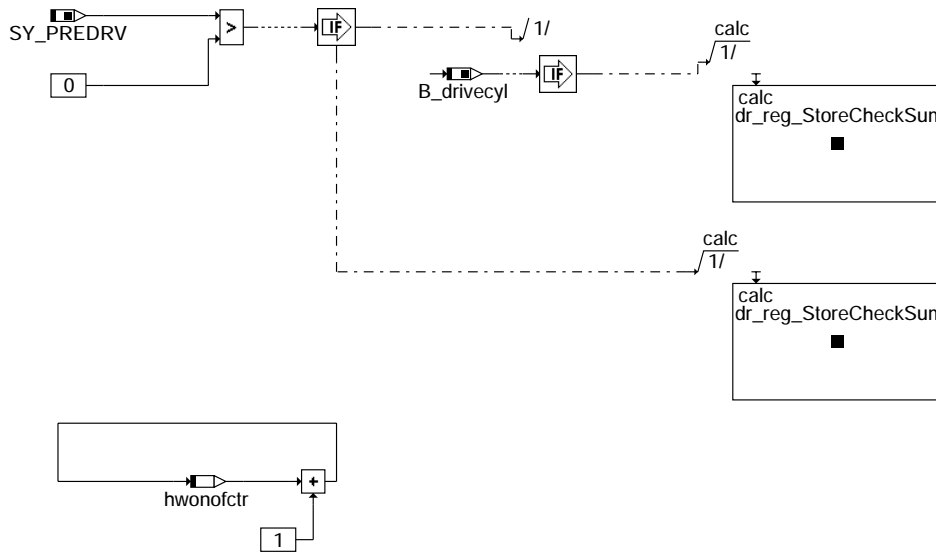 SY_PREDRV
>
IF
1/
0
B_drivecyl
IF
calc
1/
calc
dr_reg_StoreCheckSum
calc
1/
calc
dr_reg_StoreCheckSum
hwonofctr
+
1